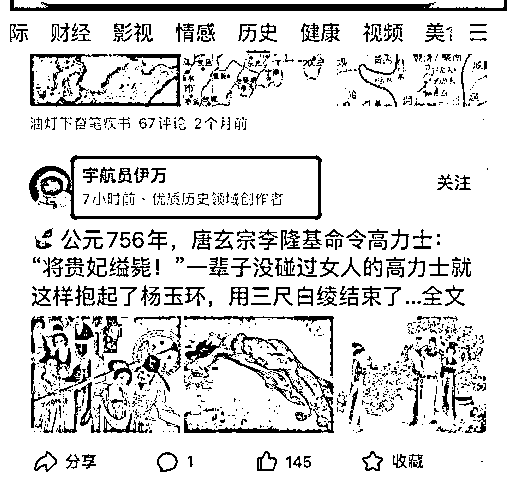 际 财经 影视 情感 历史 健康 视频 美
油灯下奋笔疾书 67评论 2个月前
宇航员伊万
关注
7小时前·优质历史领域创作者
公元756年，唐玄宗李隆基命令高力士：
“将贵妃缢毙！”一辈子没碰过女人的高力士就
这样抱起了杨玉环，用三尺白绫结束了...全文
分享 1 145 收藏